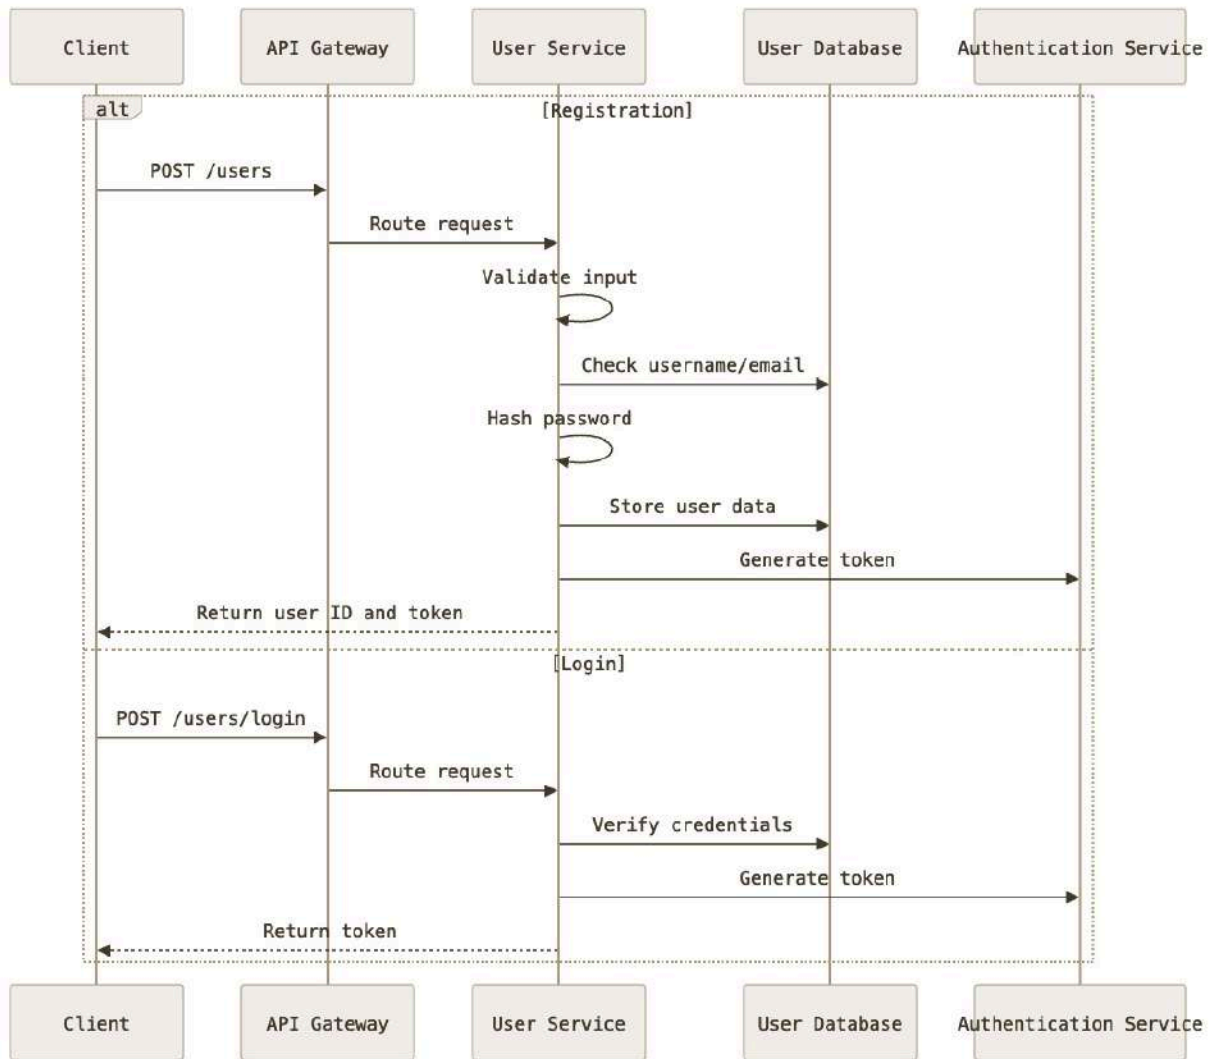 Client API Gateway User Service User Database Authentication Service
alt [Registration]
POST /users
Route request
Validate input
Check username/email
Hash password
Store user data
Generate token
Return user ID and token
[Login]
POST /users/login
Route request
Verify credentials
Generate token
Return token
Client API Gateway User Service User Database Authentication Service